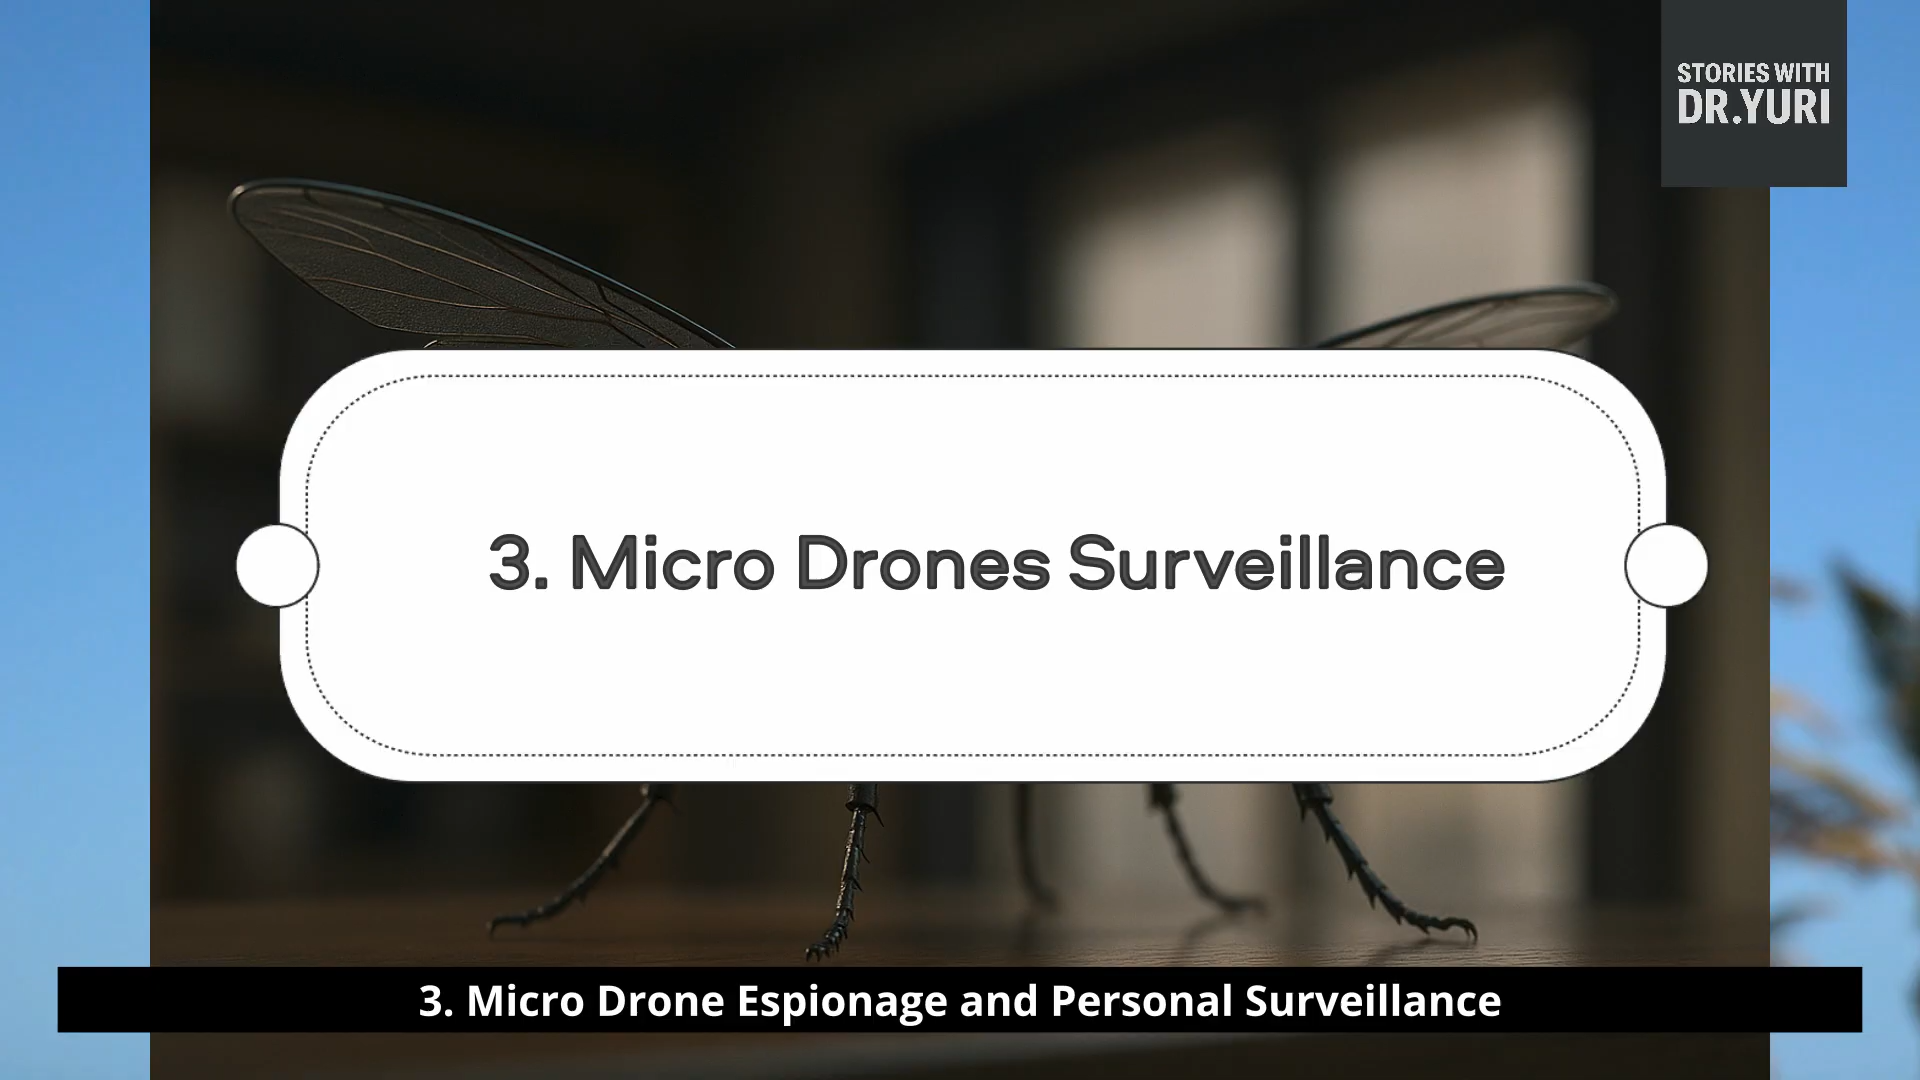 STORIES WITH
DR.YURI
3. Micro Drones Surveillance
3. Micro Drone Espionage and Personal Surveillance